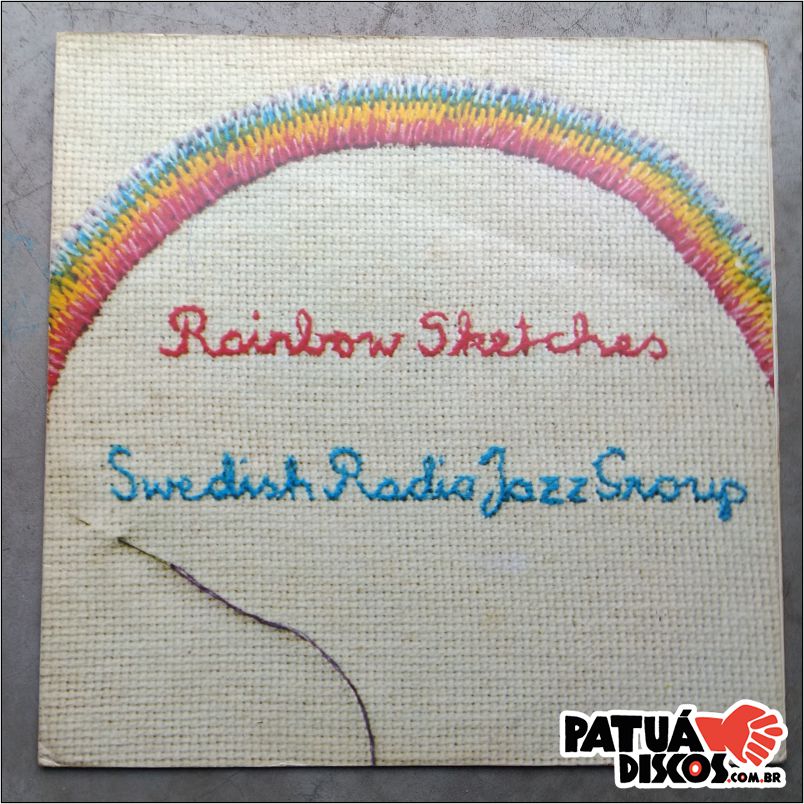 Rainbow Sketches
Swedish Radio Jazz Group
PATUÁ
DISCOS.COM.BR